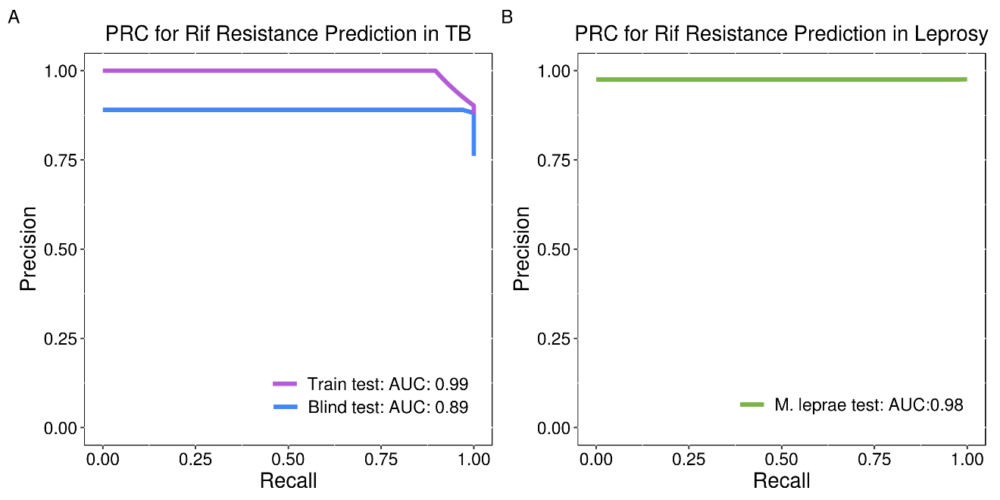 A
PRC for Rif Resistance Prediction in TB
1.00
0.75
0.50
0.25
0.00
Precision
Train test: AUC: 0.99
Blind test: AUC: 0.89
0.00 0.25 0.50 0.75 1.00
Recall
B
PRC for Rif Resistance Prediction in Leprosy
1.00
0.75
0.50
0.25
0.00
Precision
M. leprae test: AUC:0.98
0.00 0.25 0.50 0.75 1.00
Recall